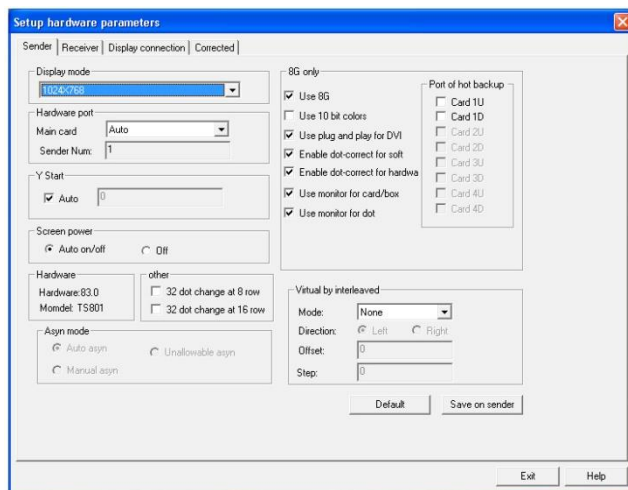 Setup hardware parameters
Sender Receiver Display connection Corrected
Display mode
1024X768
Hardware port
Main card Auto
Sender Num: 1
Y Start
Auto 0
Screen power
Auto on/off Off
Hardware
Hardware:83.0
Momdel: TS801
other
32 dot change at 8 row
32 dot change at 16 row
Asyn mode
Auto asyn Unallowable asyn
Manual asyn
8G only
Use 8G
Use 10 bit colors
Use plug and play for DVI
Enable dot-correct for soft
Enable dot-correct for hardwa
Use monitor for card/box
Use monitor for dot
Port of hot backup
Card 1U
Card 1D
Card 2U
Card 2D
Card 3U
Card 3D
Card 4U
Card 4D
Virtual by interleaved
Mode: None
Direction: Left Right
Offset: 0
Step: 0
Default Save on sender
Exit Help